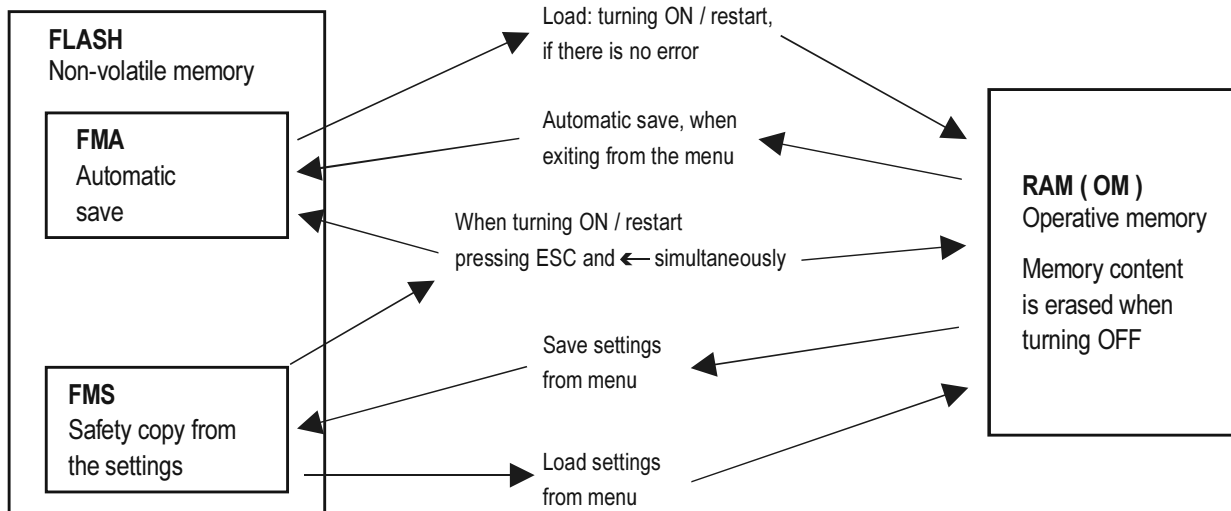 FLASH
Non-volatile memory
FMA
Automatic
save
FMS
Safety copy from
the settings
Load: turning ON / restart,
if there is no error
Automatic save, when
exiting from the menu
When turning ON / restart
pressing ESC and ← simultaneously
Save settings
from menu
Load settings
from menu
RAM ( OM )
Operative memory
Memory content
is erased when
turning OFF